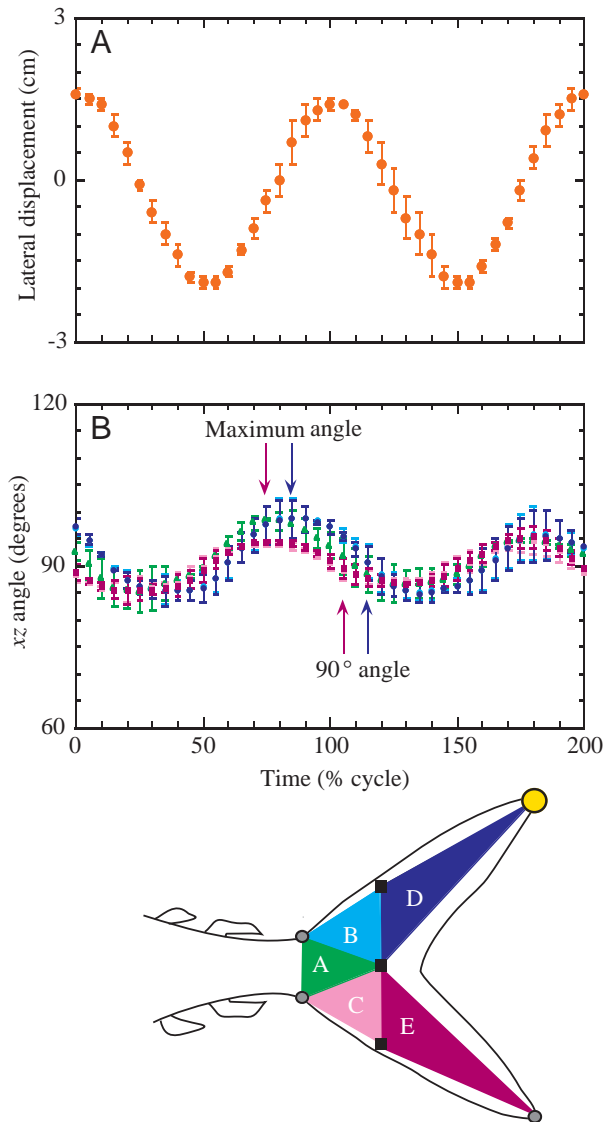 3
A
Lateral displacement (cm)
0
-3
120
B
Maximum angle
xz angle (degrees)
90
90° angle
60
0
50
100
150
200
Time (% cycle)
D
B
A
C
E